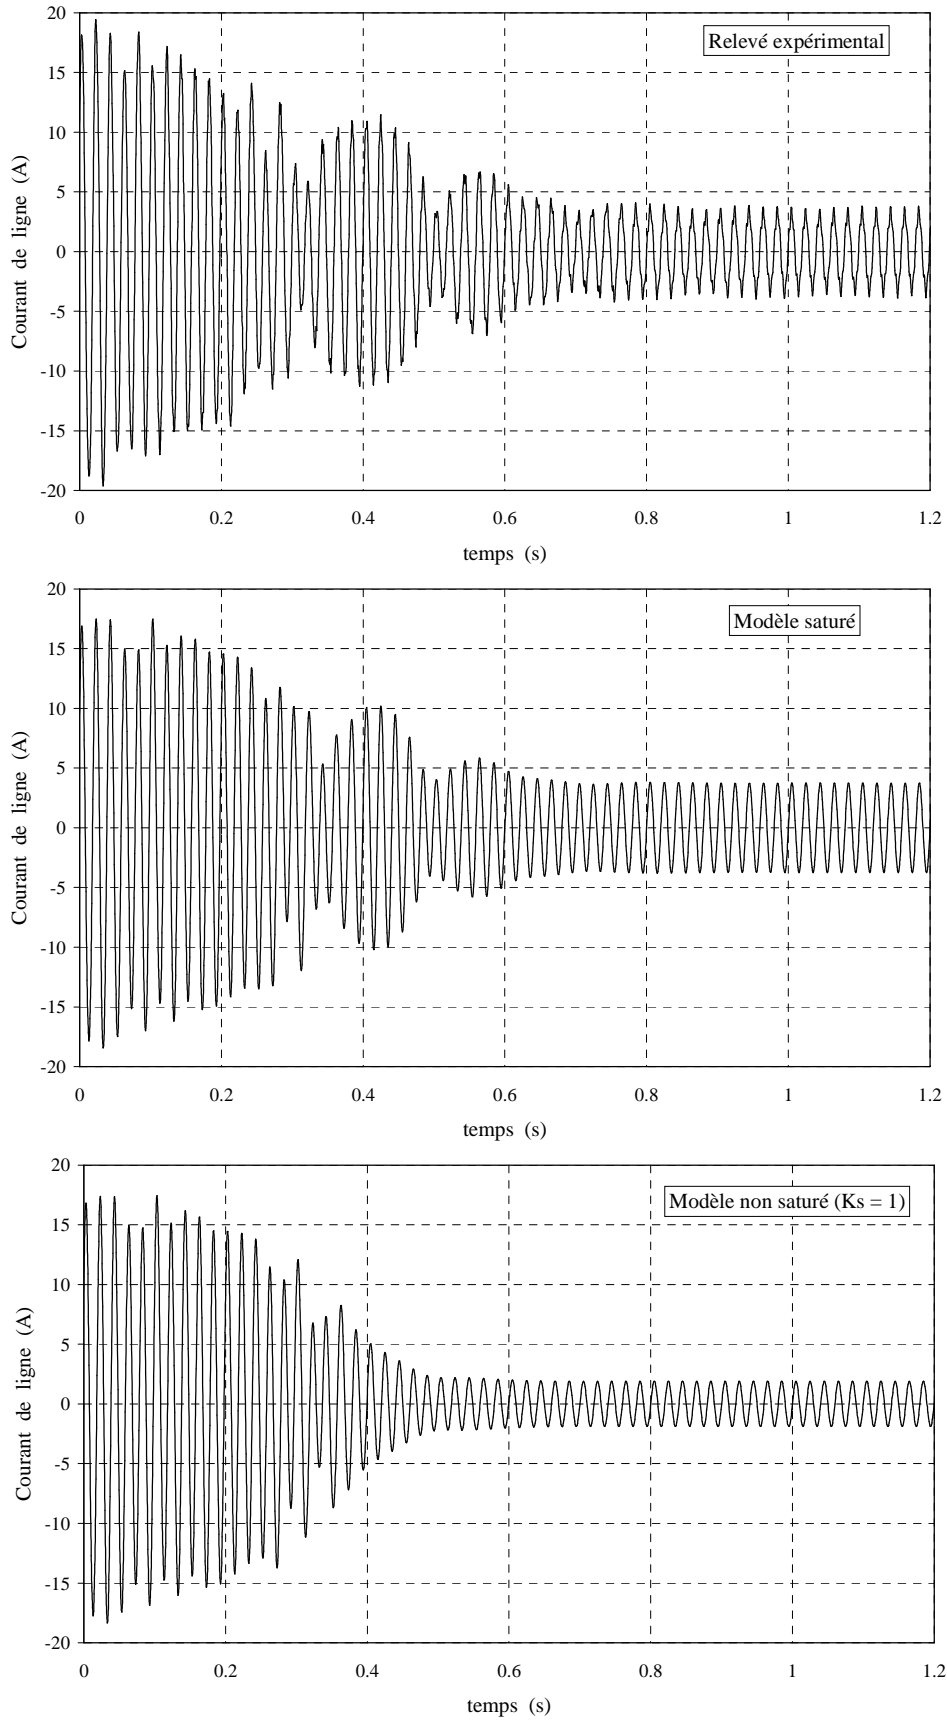 20
Relevé expérimental
15
10
5
0
-5
-10
-15
-20
Courant de ligne (A)
0 0.2 0.4 0.6 0.8 1 1.2
temps (s)
20
Modèle saturé
15
10
5
0
-5
-10
-15
-20
Courant de ligne (A)
0 0.2 0.4 0.6 0.8 1 1.2
temps (s)
20
Modèle non saturé (Ks = 1)
15
10
5
0
-5
-10
-15
-20
Courant de ligne (A)
0 0.2 0.4 0.6 0.8 1 1.2
temps (s)